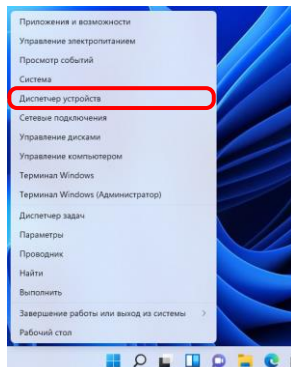 Приложения и возможности
Управление электропитанием
Просмотр событий
Система
Диспетчер устройств
Сетевые подключения
Управление дисками
Управление компьютером
Терминал Windows
Терминал Windows (Администратор)
Диспетчер задач
Параметры
Проводник
Найти
Выполнить
Завершение работы или выход из системы
Рабочий стол